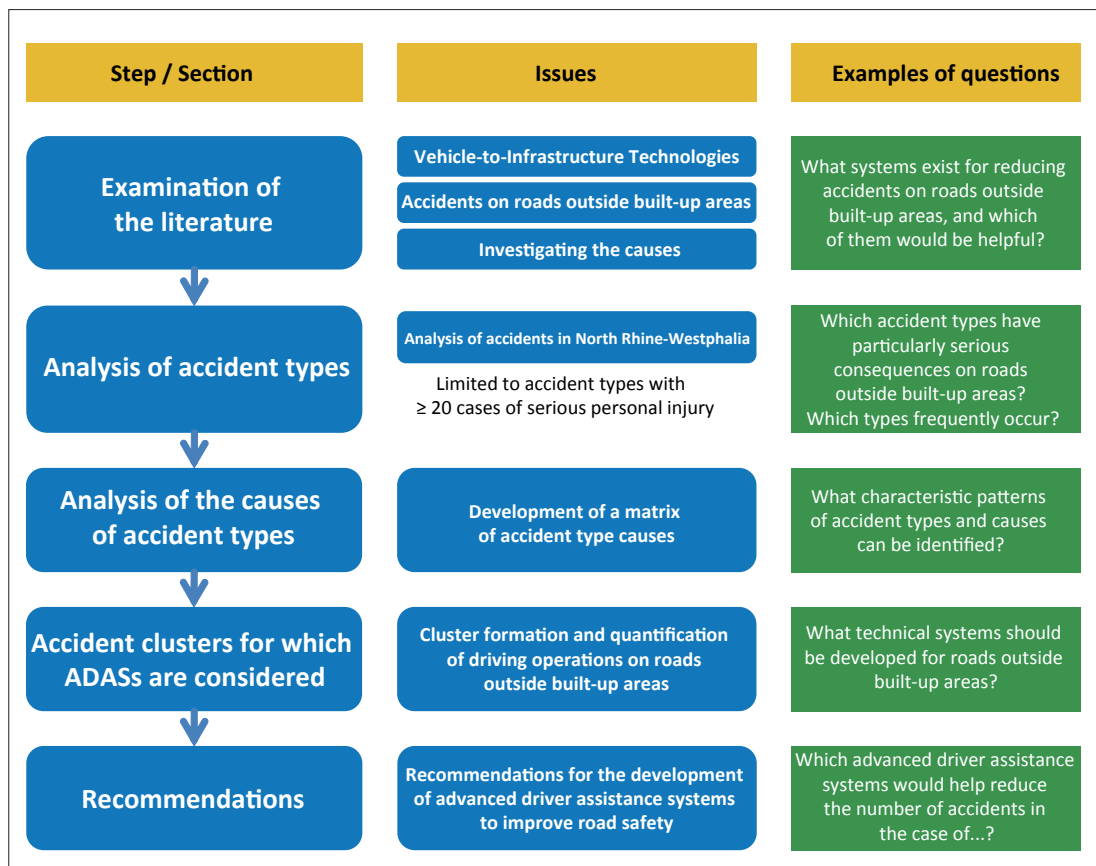 Step / Section
Issues
Examples of questions
Examination of
the literature
Vehicle-to-Infrastructure Technologies
Accidents on roads outside built-up areas
Investigating the causes
What systems exist for reducing
accidents on roads outside
built-up areas, and which
of them would be helpful?
Analysis of accident types
Analysis of accidents in North Rhine-Westphalia
Limited to accident types with
≥ 20 cases of serious personal injury
Which accident types have
particularly serious
consequences on roads
outside built-up areas?
Which types frequently occur?
Analysis of the causes
of accident types
Development of a matrix
of accident type causes
What characteristic patterns
of accident types and causes
can be identified?
Accident clusters for which
ADASs are considered
Cluster formation and quantification
of driving operations on roads
outside built-up areas
What technical systems should
be developed for roads outside
built-up areas?
Recommendations
Recommendations for the development
of advanced driver assistance systems
to improve road safety
Which advanced driver assistance
systems would help reduce
the number of accidents in
the case of...?